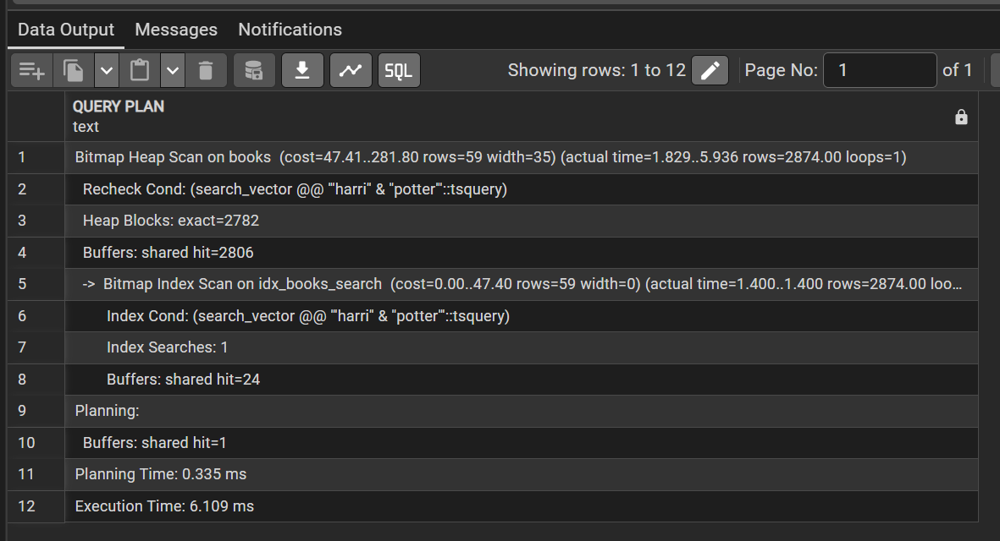 Data Output Messages Notifications
SQL Showing rows: 1 to 12 Page No: 1 of 1
QUERY PLAN
text
1 Bitmap Heap Scan on books (cost=47.41..281.80 rows=59 width=35) (actual time=1.829..5.936 rows=2874.00 loops=1)
2 Recheck Cond: (search_vector @@ '''harri'' & ''potter'''::tsquery)
3 Heap Blocks: exact=2782
4 Buffers: shared hit=2806
5 -> Bitmap Index Scan on idx_books_search (cost=0.00..47.40 rows=59 width=0) (actual time=1.400..1.400 rows=2874.00 loo...
6 Index Cond: (search_vector @@ '''harri'' & ''potter'''::tsquery)
7 Index Searches: 1
8 Buffers: shared hit=24
9 Planning:
10 Buffers: shared hit=1
11 Planning Time: 0.335 ms
12 Execution Time: 6.109 ms